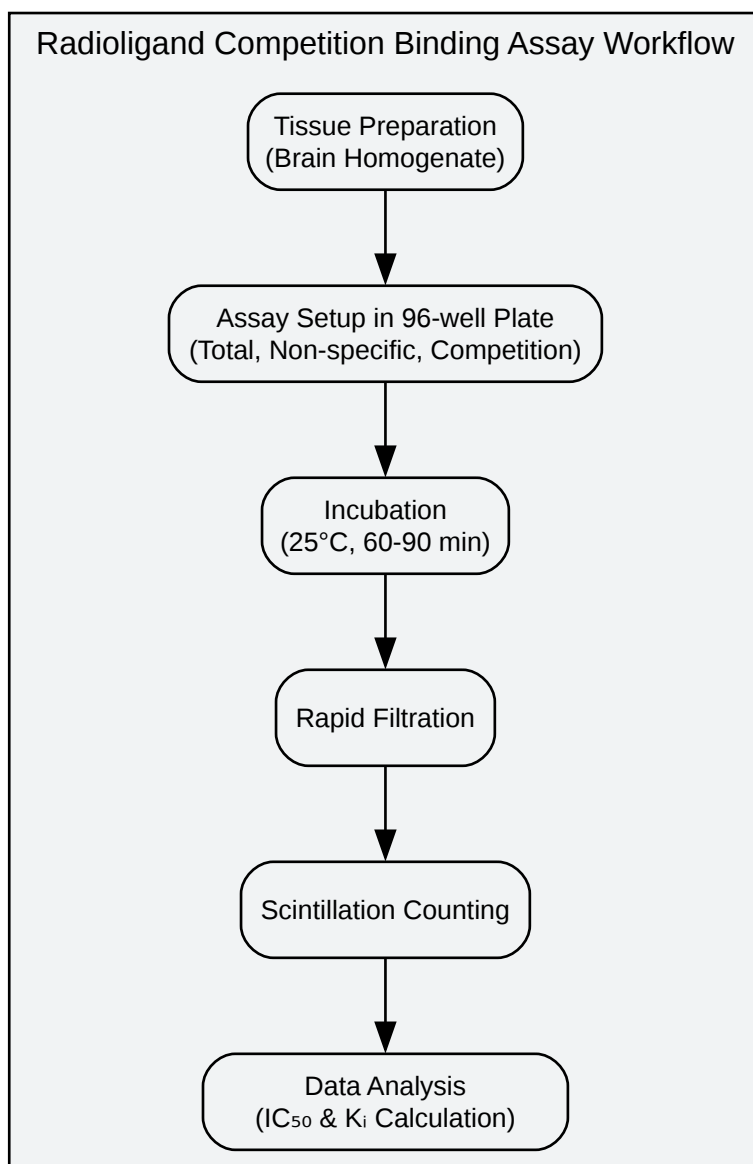 Radioligand Competition Binding Assay Workflow
Tissue Preparation
(Brain Homogenate)
Assay Setup in 96-well Plate
(Total, Non-specific, Competition)
Incubation
(25°C, 60-90 min)
Rapid Filtration
Scintillation Counting
Data Analysis
(IC₅₀ & Kᵢ Calculation)